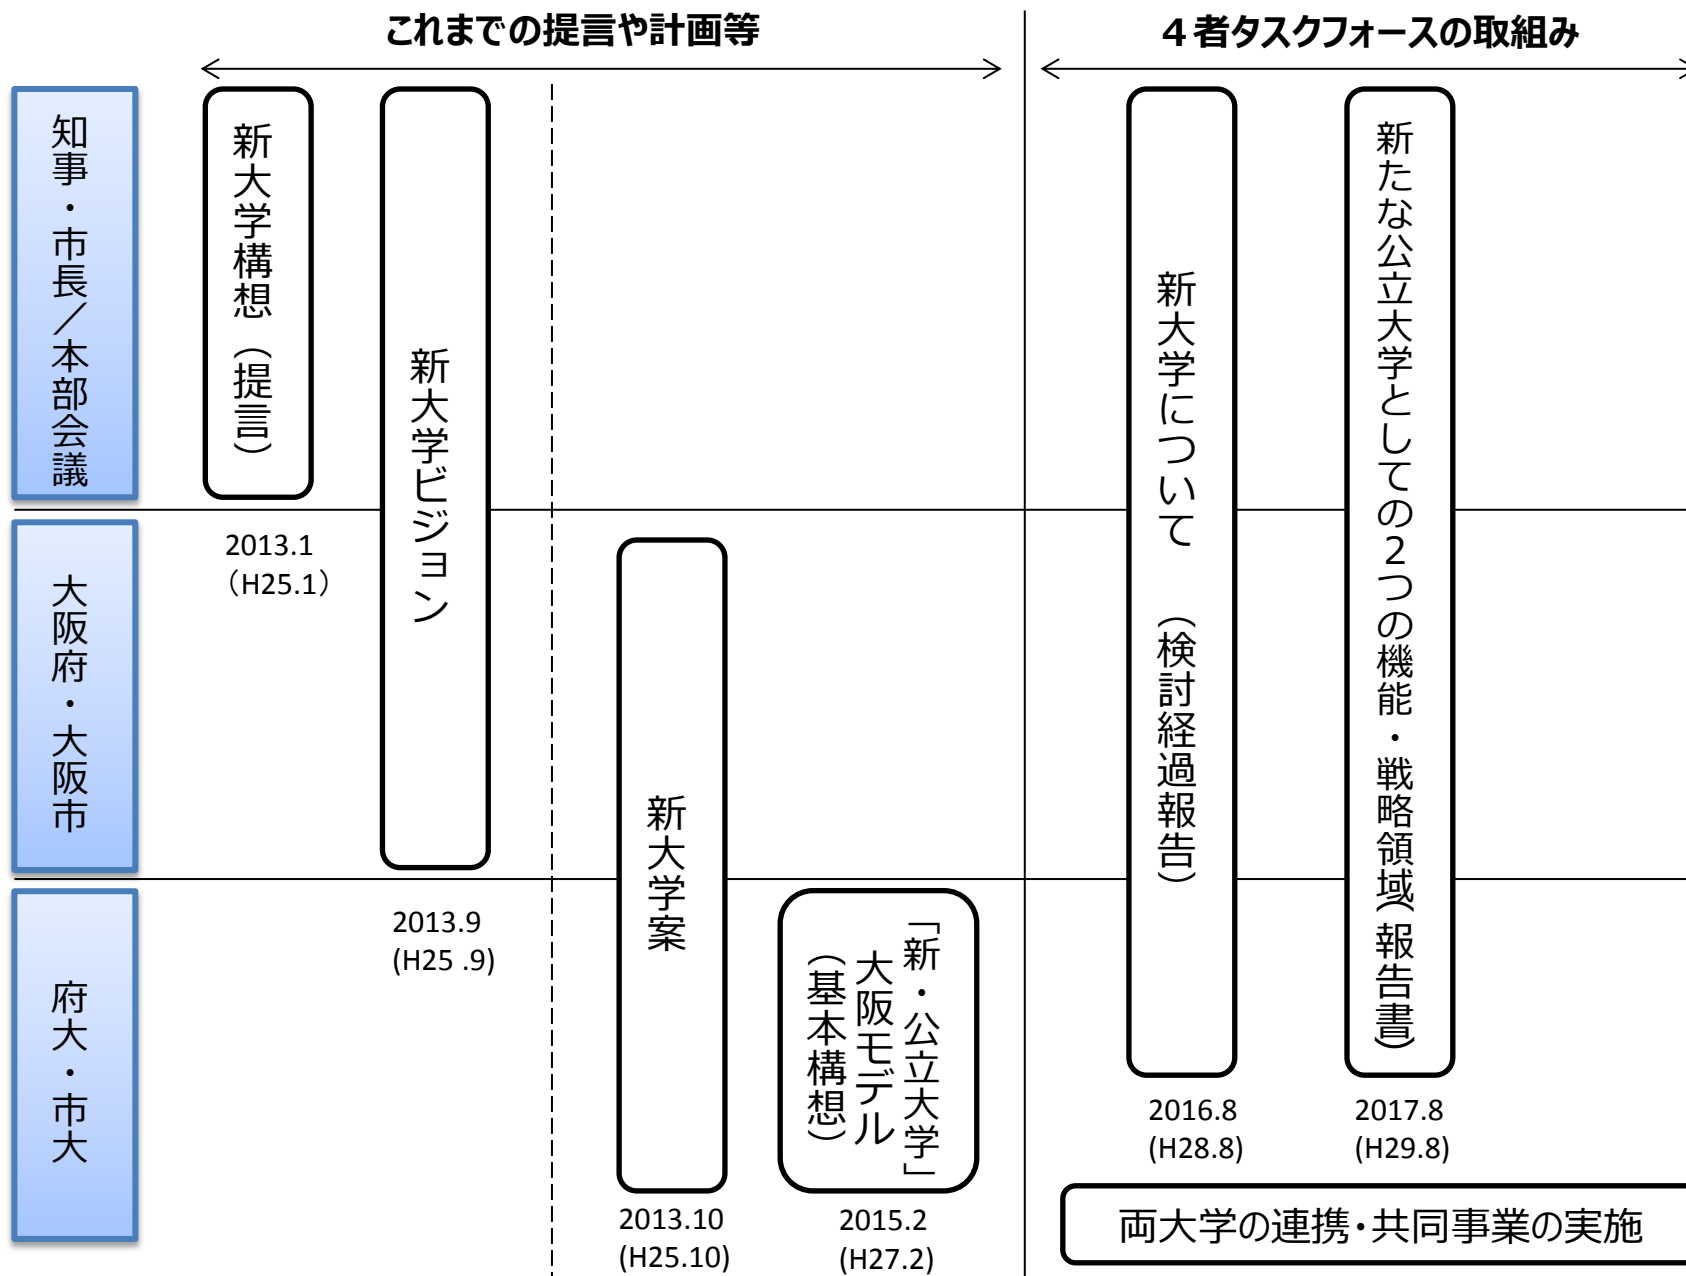 これまでの提言や計画等
４者タスクフォースの取組み
知事・市長／本部会議
新大学構想（提言）
2013.1
（H25.1）
新大学ビジョン
2013.9
(H25 .9)
新大学について　（検討経過報告）
2016.8
(H28.8)
新たな公立大学としての２つの機能・戦略領域（報告書）
2017.8
(H29.8)
大阪府・大阪市
新大学案
2013.10
(H25.10)
府大・市大
「新・公立大学」
大阪モデル
（基本構想）
2015.2
(H27.2)
両大学の連携・共同事業の実施